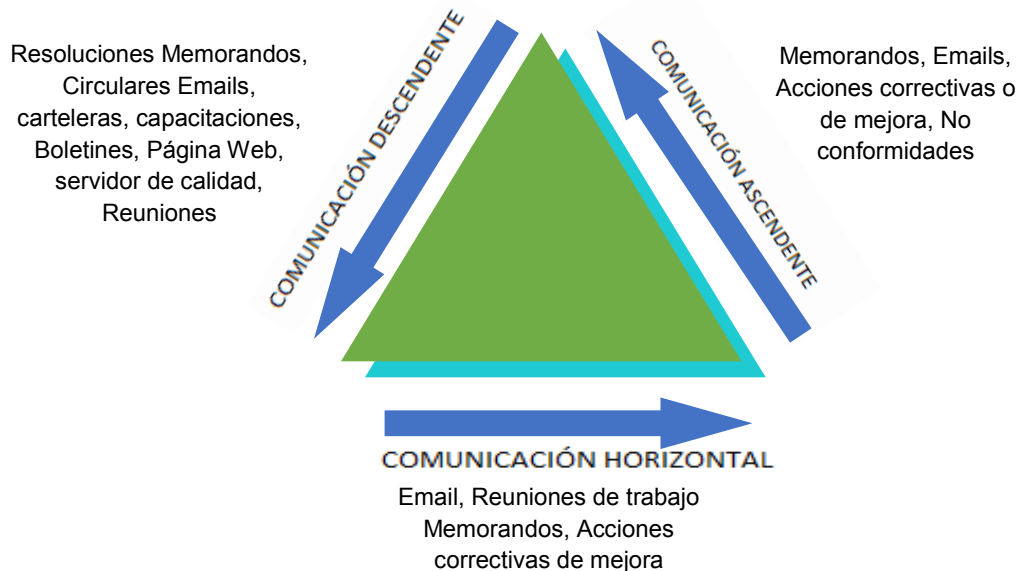 Resoluciones Memorandos,
Circulares Emails,
carteleras, capacitaciones,
Boletines, Página Web,
servidor de calidad,
Reuniones
COMUNICACIÓN DESCENDENTE
COMUNICACIÓN ASCENDENTE
Memorandos, Emails,
Acciones correctivas o
de mejora, No
conformidades
COMUNICACIÓN HORIZONTAL
Email, Reuniones de trabajo
Memorandos, Acciones
correctivas de mejora